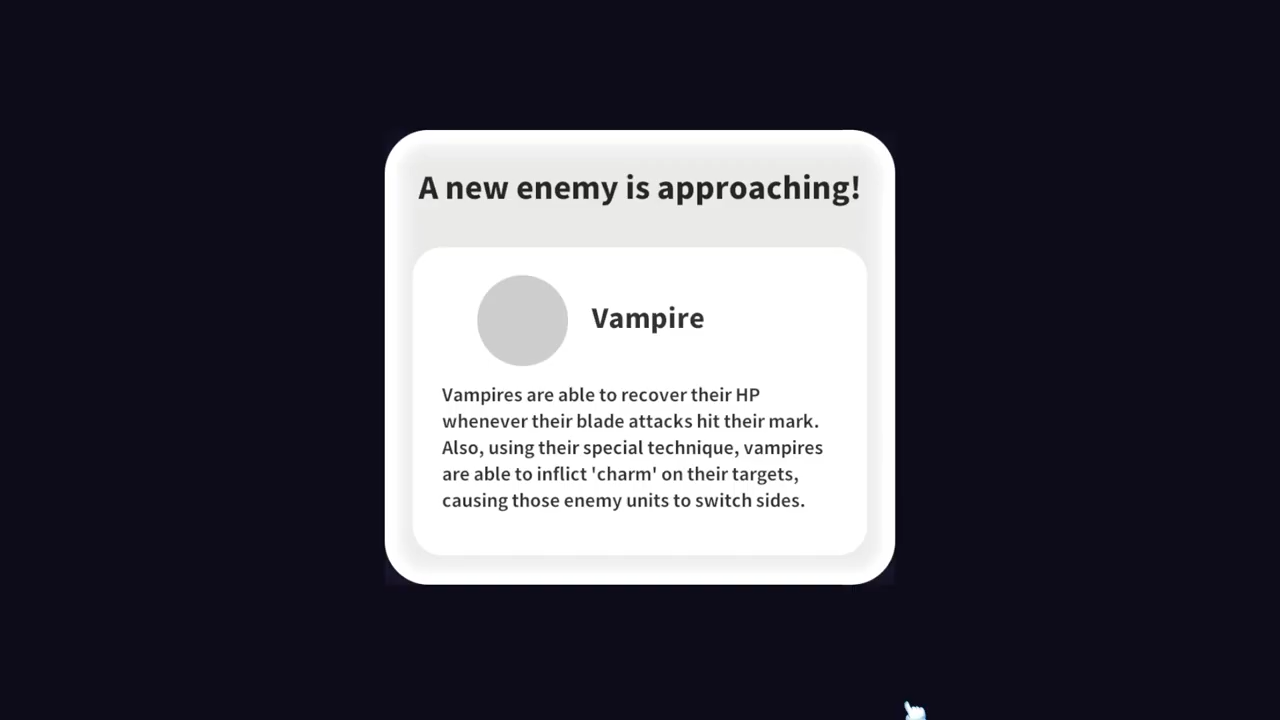 A new enemy is approaching!
Vampire
Vampires are able to recover their HP
whenever their blade attacks hit their mark.
Also, using their special technique, vampires
are able to inflict 'charm' on their targets,
causing those enemy units to switch sides.